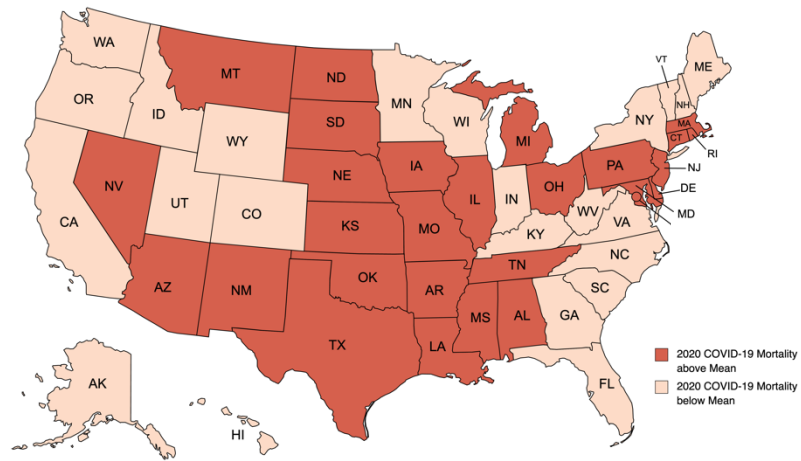 WA
MT
ND
MN
VT
ME
OR
ID
SD
WI
MI
NY
NH
MA
CT
RI
WY
IA
PA
NJ
NV
NE
IL
IN
OH
DE
MD
UT
CO
KS
MO
WV
VA
KY
CA
NC
TN
AZ
NM
OK
AR
SC
MS
AL
GA
TX
LA
2020 COVID-19 Mortality
above Mean
2020 COVID-19 Mortality
below Mean
AK
FL
HI